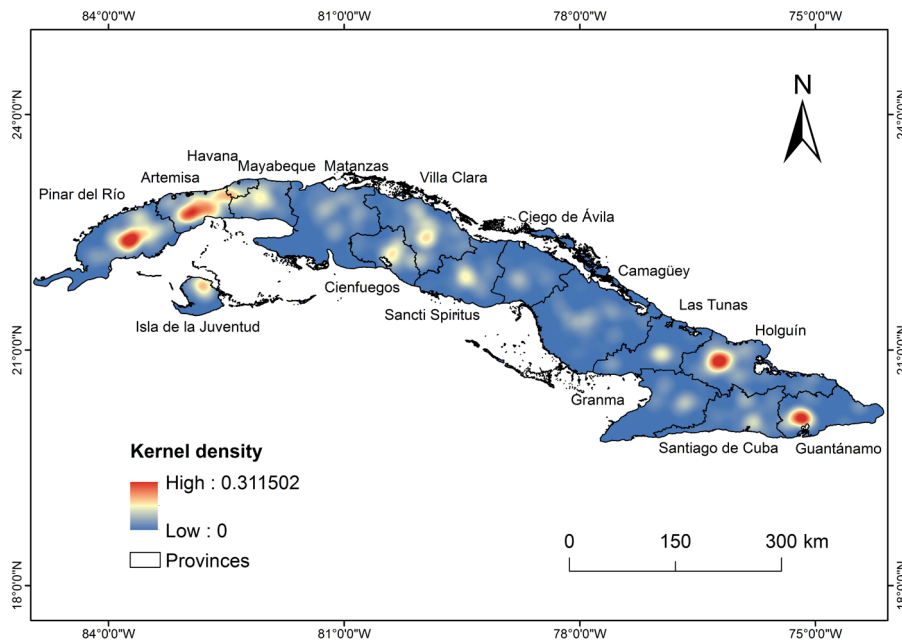 84°0'0"W 81°0'0"W 78°0'0"W 75°0'0"W
24°0'0"N 24°0'0"N
N
Havana
Mayabeque Matanzas
Artemisa
Villa Clara
Pinar del Río
Ciego de Ávila
Camagüey
Cienfuegos
Las Tunas
Sancti Spiritus
Isla de la Juventud
Holguín
21°0'0"N 21°0'0"N
Granma
Santiago de Cuba Guantánamo
Kernel density
High : 0.311502
Low : 0
Provinces
0 150 300 km
18°0'0"N 18°0'0"N
84°0'0"W 81°0'0"W 78°0'0"W 75°0'0"W